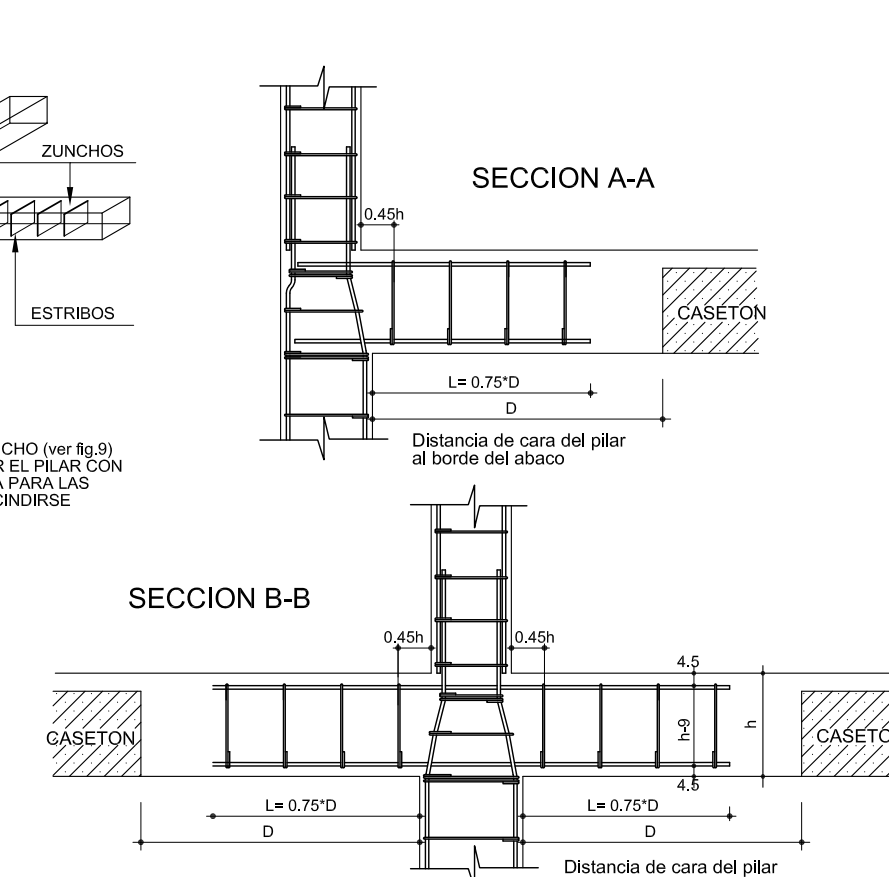 ZUNCHOS
ESTRIBOS
SECCION A-A
0.45h
CASETON
L= 0.75*D
D
Distancia de cara del pilar
al borde del abaco
CHO (ver fig.9)
R EL PILAR CON
A PARA LAS
CINDIRSE
SECCION B-B
0.45h
0.45h
4.5
h-9
h
4.5
CASETON
CASETO
L= 0.75*D
L= 0.75*D
D
D
Distancia de cara del pilar